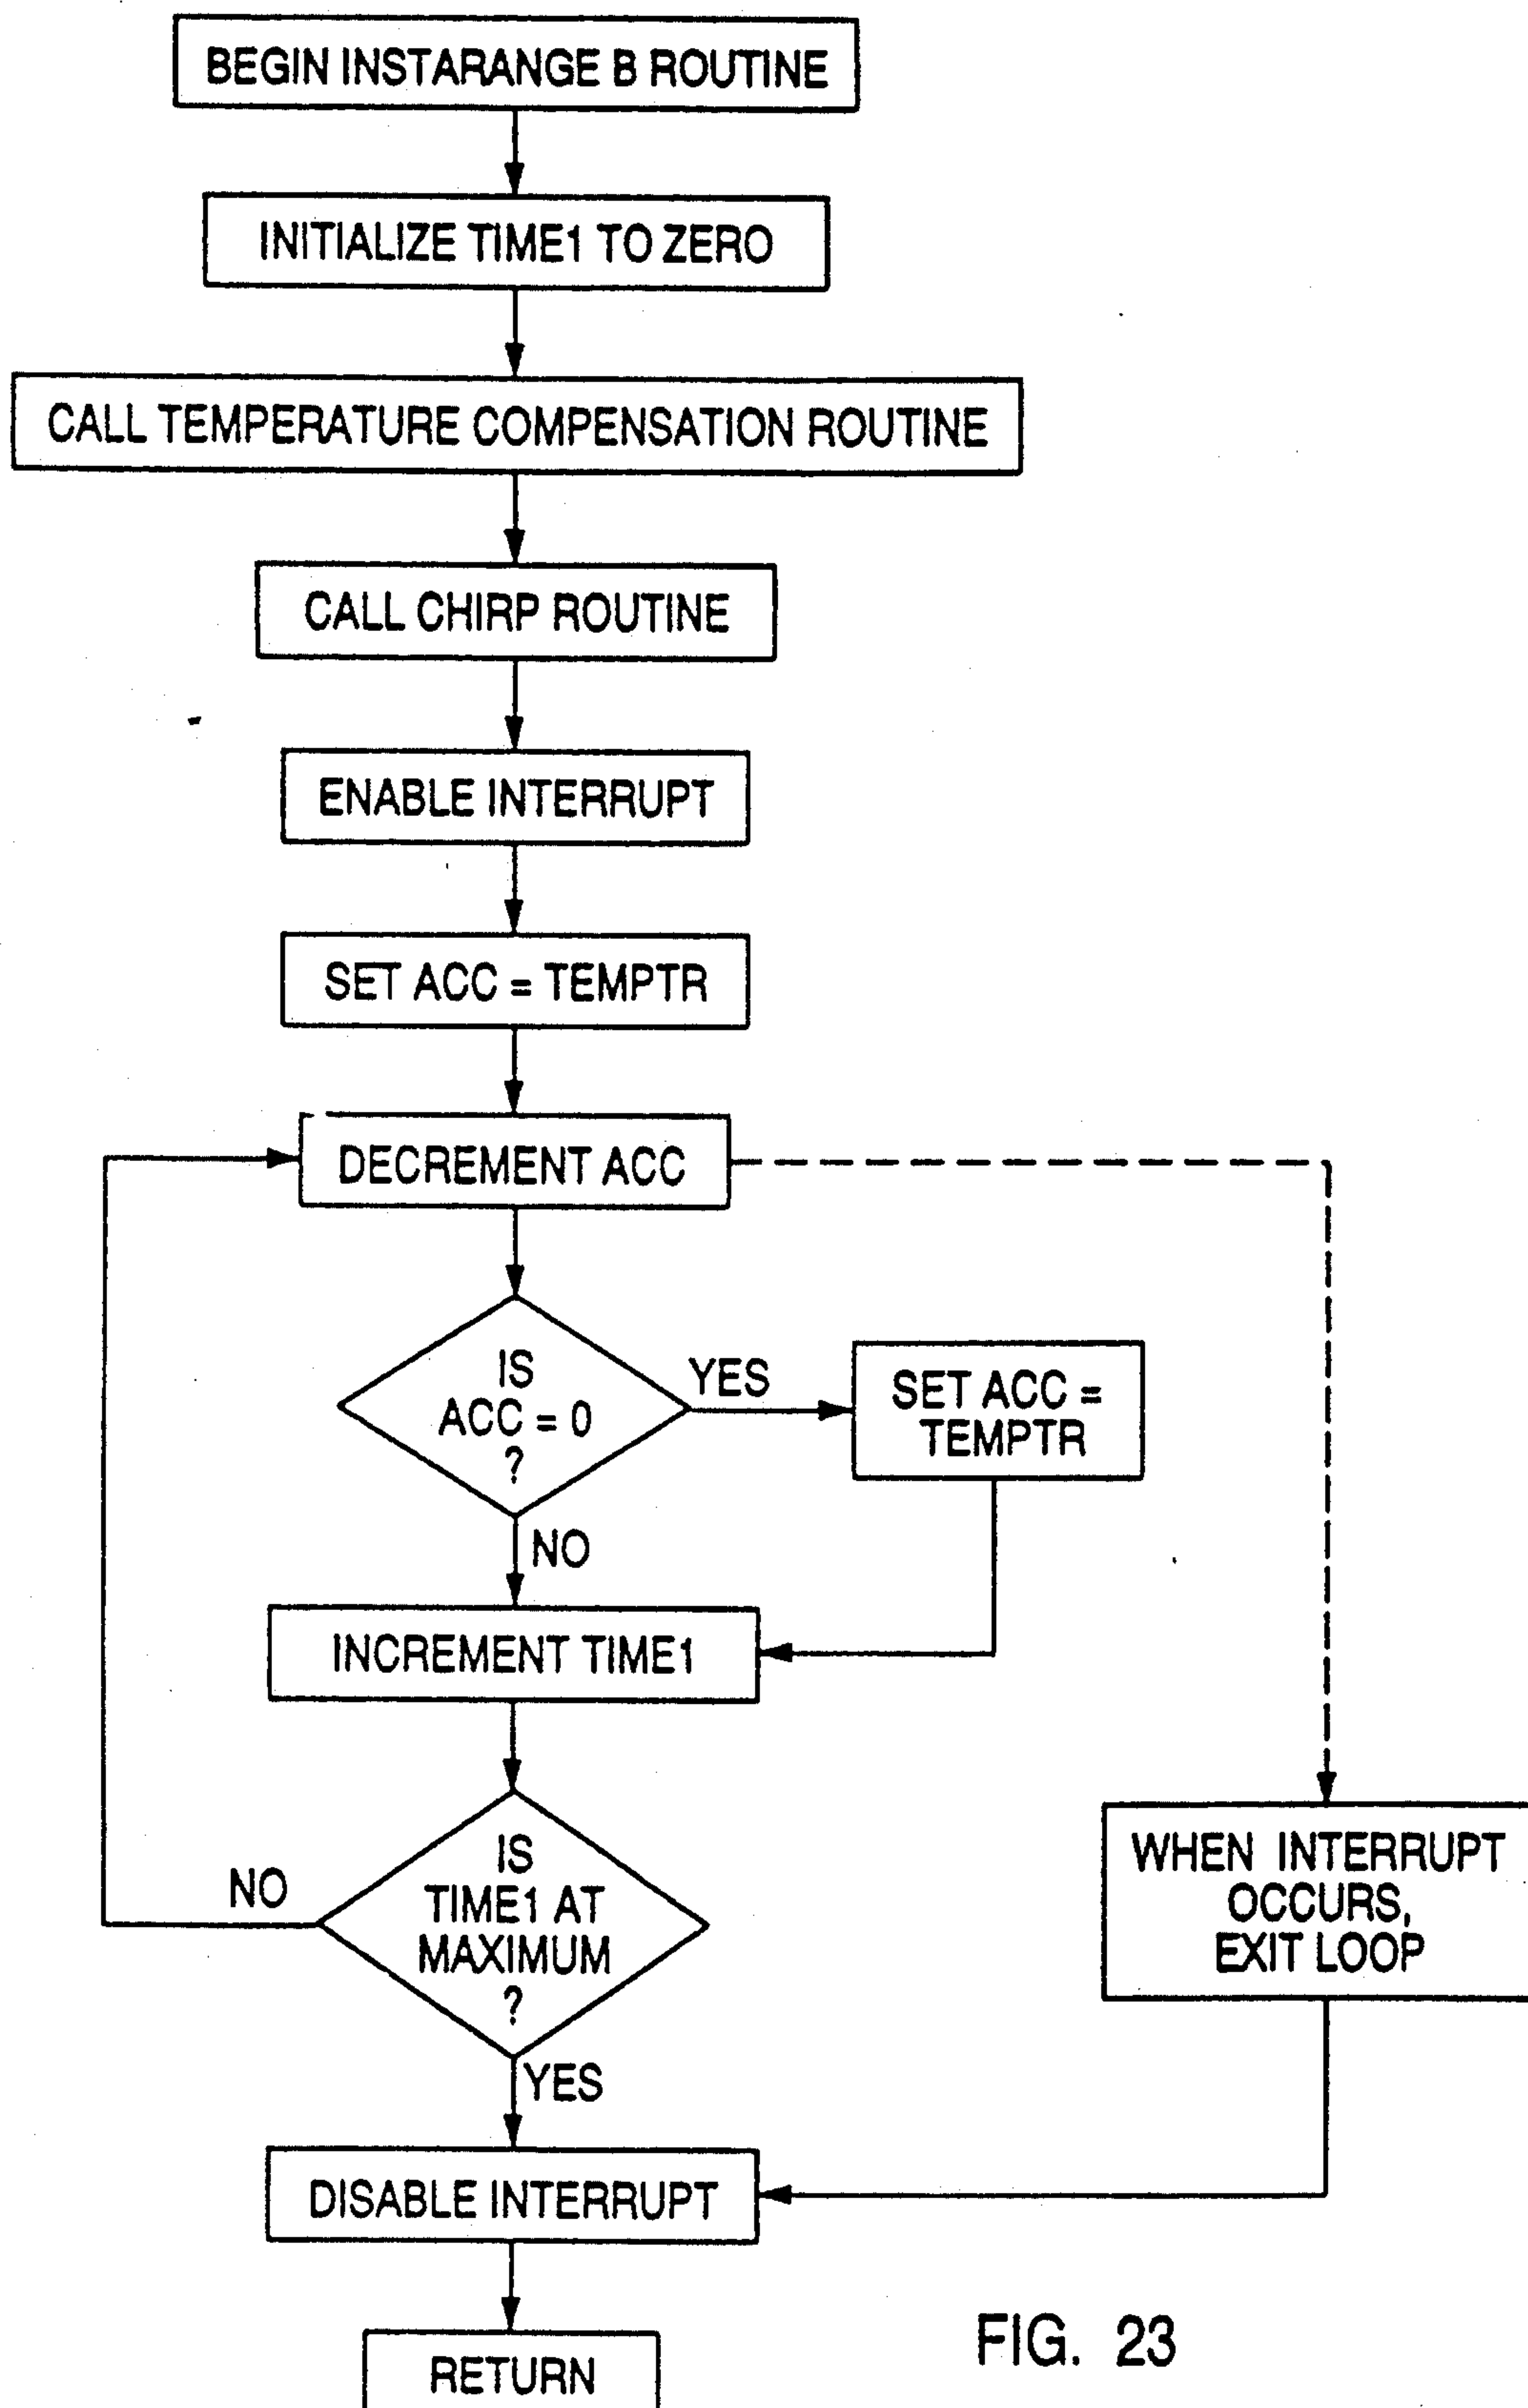 BEGIN INSTARANGE B ROUTINE
INITIALIZE TIME1 TO ZERO
CALL TEMPERATURE COMPENSATION ROUTINE
CALL CHIRP ROUTINE
ENABLE INTERRUPT
SET ACC = TEMPTR
DECREMENT ACC
IS
ACC = 0
?
YES
SET ACC =
TEMPTR
NO
INCREMENT TIME1
IS
TIME1 AT
MAXIMUM
?
NO
WHEN INTERRUPT
OCCURS,
EXIT LOOP
YES
DISABLE INTERRUPT
RETURN
FIG. 23